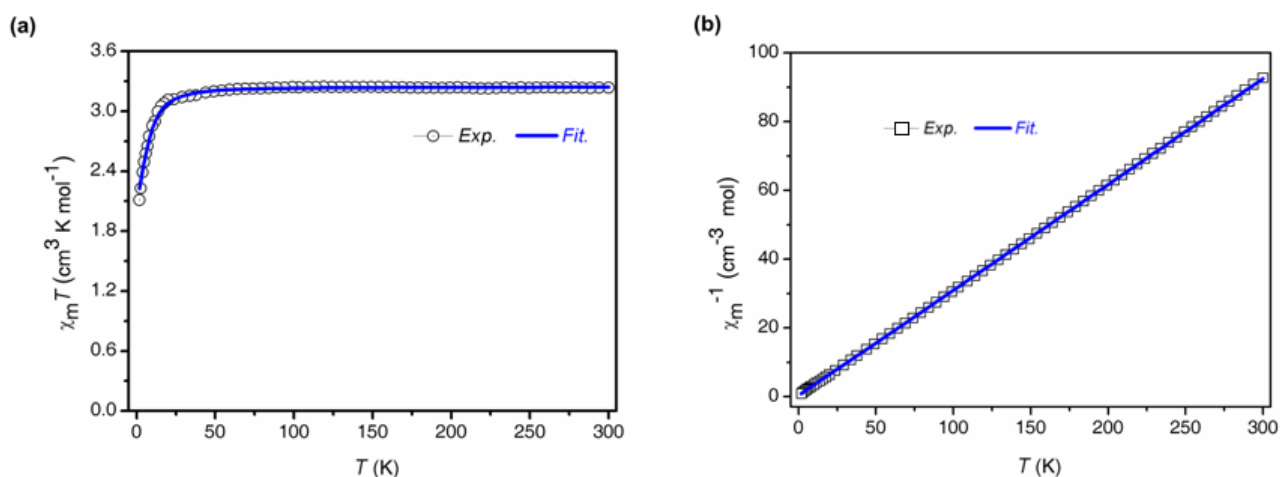 (a)
3.6
3.0
2.4
1.8
1.2
0.6
0.0
χmT (cm³ K mol⁻¹)
Exp. Fit.
0 50 100 150 200 250 300
T (K)
(b)
100
80
60
40
20
0
χm⁻¹ (cm⁻³ mol)
Exp. Fit.
0 50 100 150 200 250 300
T (K)